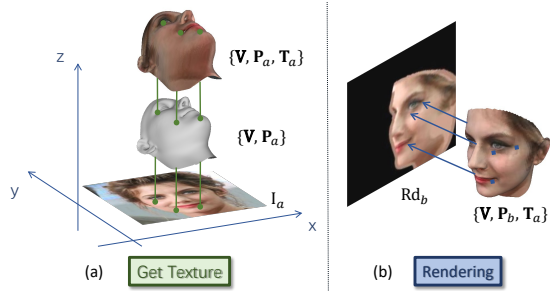 z
{V, P_a, T_a}
{V, P_a}
y
I_a
x
(a) Get Texture
Rd_b
{V, P_b, T_a}
(b) Rendering